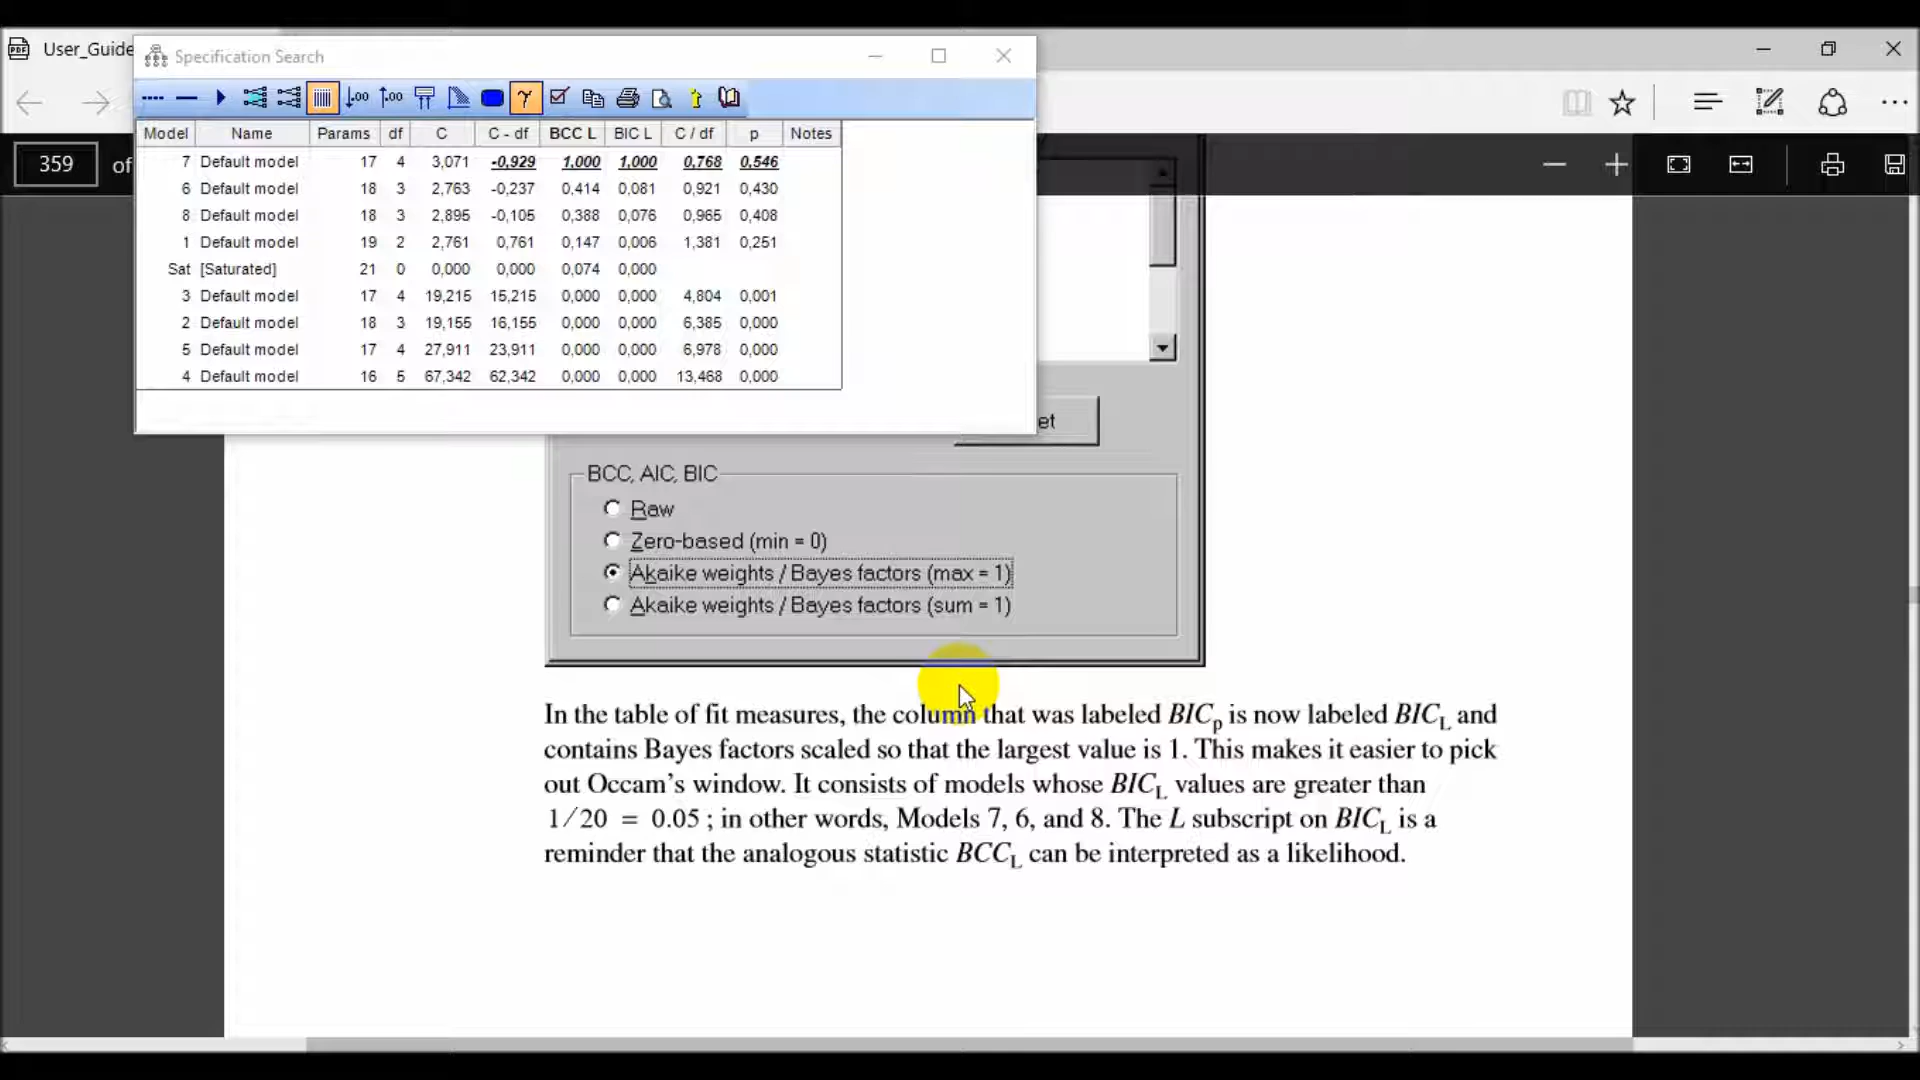 User_Guide
Specification Search
Model Name Params df C C - df BCC L BIC L C / df p Notes
7 Default model 17 4 3,071 -0,929 1,000 1,000 0,768 0,546
6 Default model 18 3 2,763 -0,237 0,414 0,081 0,921 0,430
8 Default model 18 3 2,895 -0,105 0,388 0,076 0,965 0,408
1 Default model 19 2 2,761 0,761 0,147 0,006 1,381 0,251
Sat [Saturated] 21 0 0,000 0,000 0,074 0,000
3 Default model 17 4 19,215 15,215 0,000 0,000 4,804 0,001
2 Default model 18 3 19,155 16,155 0,000 0,000 6,385 0,000
5 Default model 17 4 27,911 23,911 0,000 0,000 6,978 0,000
4 Default model 16 5 67,342 62,342 0,000 0,000 13,468 0,000
359 of
et
BCC, AIC, BIC
Raw
Zero-based (min = 0)
Akaike weights / Bayes factors (max = 1)
Akaike weights / Bayes factors (sum = 1)
In the table of fit measures, the column that was labeled BICp is now labeled BICL and
contains Bayes factors scaled so that the largest value is 1. This makes it easier to pick
out Occam's window. It consists of models whose BICL values are greater than
1/20 = 0.05 ; in other words, Models 7, 6, and 8. The L subscript on BICL is a
reminder that the analogous statistic BCCL can be interpreted as a likelihood.